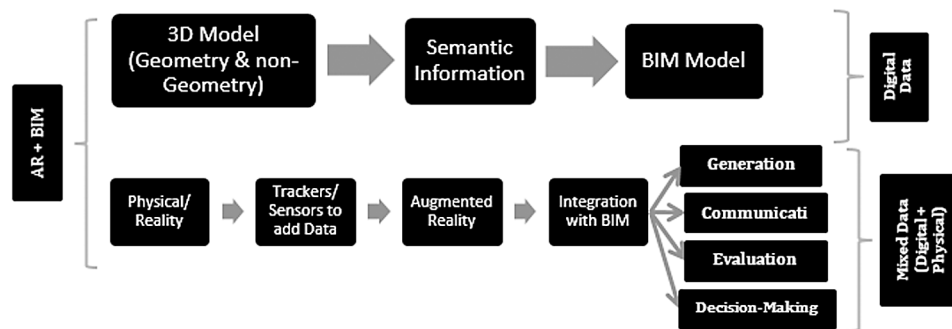 AR + BIM
3D Model
(Geometry & non-
Geometry)
Semantic
Information
BIM Model
Digital
Data
Physical/
Reality
Trackers/
Sensors to
add Data
Augmented
Reality
Integration
with BIM
Generation
Communicati
Evaluation
Decision-Making
Mixed Data
(Digital +
Physical)